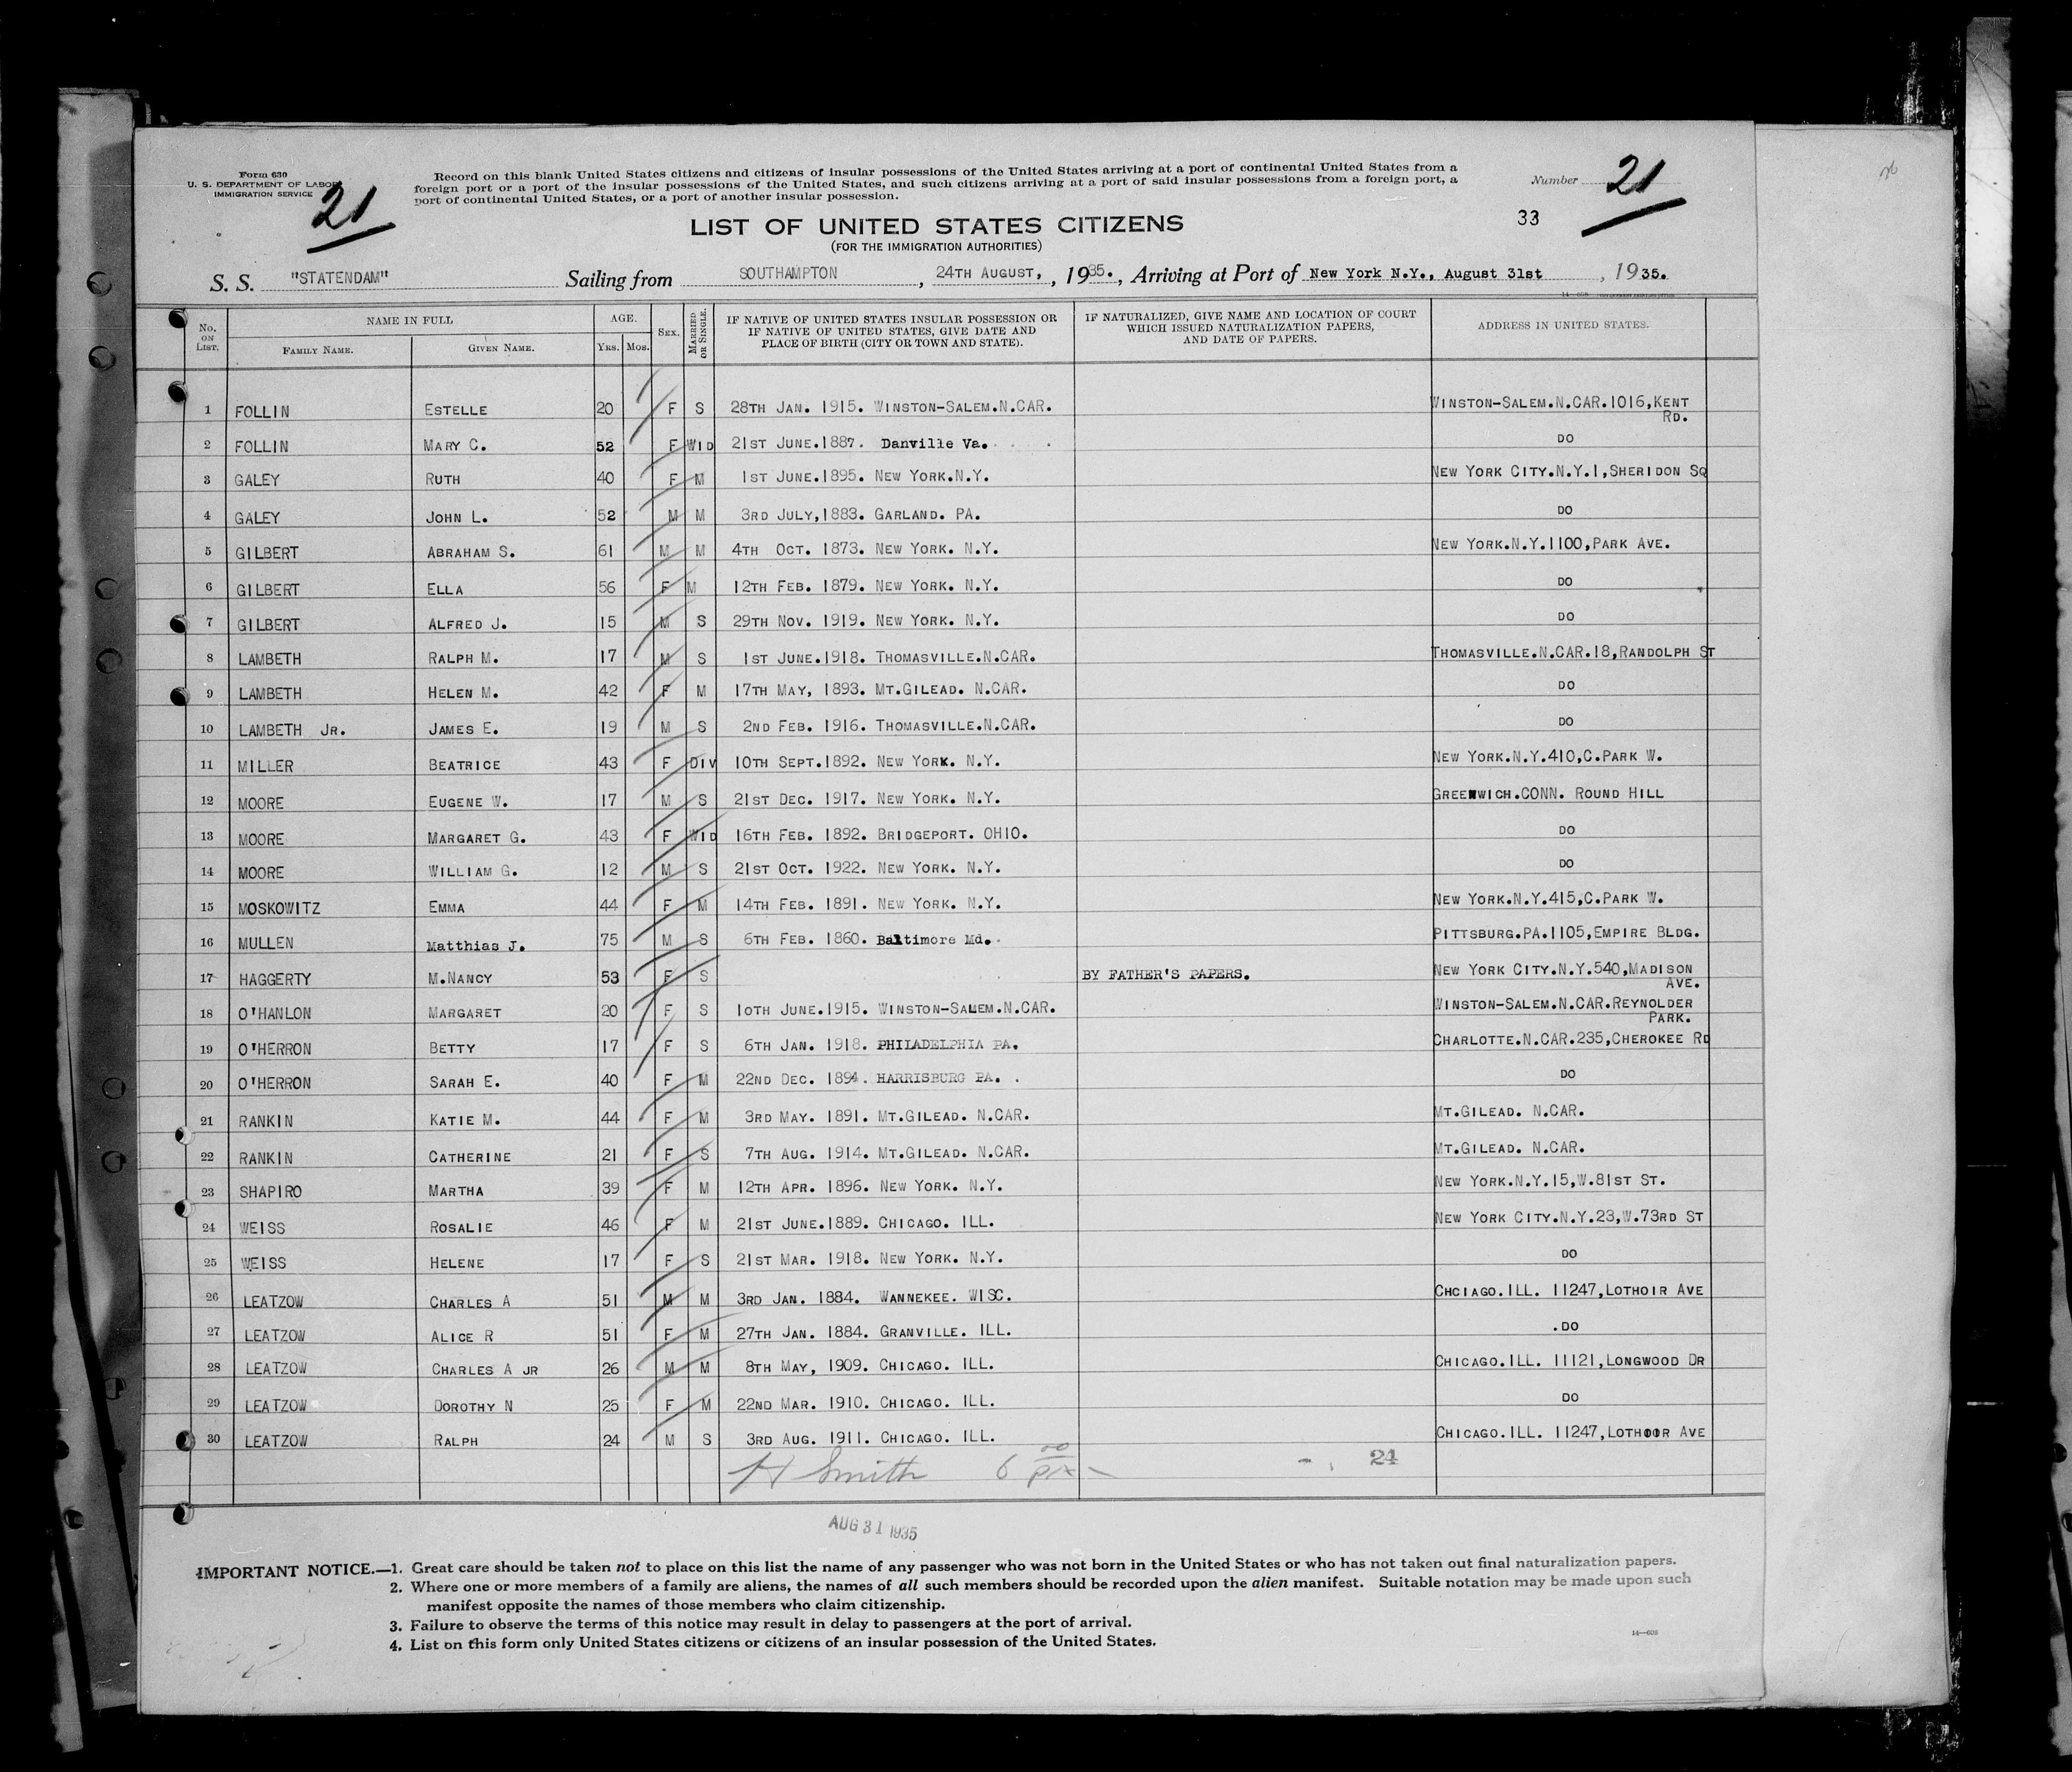 Form 630
U. S. DEPARTMENT OF LABOR
IMMIGRATION SERVICE
21
Record on this blank United States citizens and citizens of insular possessions of the United States arriving at a port of continental United States from a
foreign port or a port of the insular possessions of the United States, and such citizens arriving at a port of said insular possessions from a foreign port, a
port of continental United States, or a port of another insular possession.
Number 21
33
LIST OF UNITED STATES CITIZENS
(FOR THE IMMIGRATION AUTHORITIES)
S. S. "STATENDAM" Sailing from SOUTHAMPTON, 24TH AUGUST, 1935., Arriving at Port of New York N.Y., August 31st, 1935.
No. ON LIST. NAME IN FULL FAMILY NAME. GIVEN NAME. AGE. YRS. MOS. SEX. MARRIED OR SINGLE. IF NATIVE OF UNITED STATES INSULAR POSSESSION OR IF NATIVE OF UNITED STATES, GIVE DATE AND PLACE OF BIRTH (CITY OR TOWN AND STATE). IF NATURALIZED, GIVE NAME AND LOCATION OF COURT WHICH ISSUED NATURALIZATION PAPERS, AND DATE OF PAPERS. ADDRESS IN UNITED STATES.
1 FOLLIN ESTELLE 20 F S 28TH JAN. 1915. WINSTON-SALEM.N.CAR. WINSTON-SALEM.N.CAR.1016,KENT RD.
2 FOLLIN MARY C. 52 F WID 21ST JUNE.1887. Danville Va. DO
3 GALEY RUTH 40 F M 1ST JUNE.1895. NEW YORK.N.Y. NEW YORK CITY.N.Y.1,SHERIDON SQ
4 GALEY JOHN L. 52 M M 3RD JULY,1883. GARLAND. PA. DO
5 GILBERT ABRAHAM S. 61 M M 4TH OCT. 1873. NEW YORK. N.Y. NEW YORK.N.Y.1100,PARK AVE.
6 GILBERT ELLA 56 F M 12TH FEB. 1879. NEW YORK. N.Y. DO
7 GILBERT ALFRED J. 15 M S 29TH NOV. 1919. NEW YORK. N.Y. DO
8 LAMBETH RALPH M. 17 M S 1ST JUNE.1918. THOMASVILLE.N.CAR. THOMASVILLE.N.CAR.18,RANDOLPH ST
9 LAMBETH HELEN M. 42 F M 17TH MAY, 1893. MT.GILEAD. N.CAR. DO
10 LAMBETH JR. JAMES E. 19 M S 2ND FEB. 1916. THOMASVILLE.N.CAR. DO
11 MILLER BEATRICE 43 F DIV 10TH SEPT.1892. NEW YORK. N.Y. NEW YORK.N.Y.410,C.PARK W.
12 MOORE EUGENE W. 17 M S 21ST DEC. 1917. NEW YORK. N.Y. GREENWICH.CONN. ROUND HILL
13 MOORE MARGARET G. 43 F WID 16TH FEB. 1892. BRIDGEPORT. OHIO. DO
14 MOORE WILLIAM G. 12 M S 21ST OCT. 1922. NEW YORK. N.Y. DO
15 MOSKOWITZ EMMA 44 F M 14TH FEB. 1891. NEW YORK. N.Y. NEW YORK.N.Y.415,C.PARK W.
16 MULLEN Matthias J. 75 M S 6TH FEB. 1860. Baltimore Md. PITTSBURG.PA.1105,EMPIRE BLDG.
17 HAGGERTY M.NANCY 53 F S BY FATHER'S PAPERS. NEW YORK CITY.N.Y.540,MADISON AVE.
18 O'HANLON MARGARET 20 F S 10TH JUNE.1915. WINSTON-SALEM.N.CAR. WINSTON-SALEM.N.CAR.REYNOLDER PARK.
19 O'HERRON BETTY 17 F S 6TH JAN. 1918. PHILADELPHIA PA. CHARLOTTE.N.CAR.235,CHEROKEE RD
20 O'HERRON SARAH E. 40 F M 22ND DEC. 1894. HARRISBURG PA. DO
21 RANKIN KATIE M. 44 F M 3RD MAY. 1891. MT.GILEAD. N.CAR. MT.GILEAD. N.CAR.
22 RANKIN CATHERINE 21 F S 7TH AUG. 1914. MT.GILEAD. N.CAR. MT.GILEAD. N.CAR.
23 SHAPIRO MARTHA 39 F M 12TH APR. 1896. NEW YORK. N.Y. NEW YORK.N.Y.15,W.81ST ST.
24 WEISS ROSALIE 46 F M 21ST JUNE.1889. CHICAGO. ILL. NEW YORK CITY.N.Y.23,W.73RD ST
25 WEISS HELENE 17 F S 21ST MAR. 1918. NEW YORK. N.Y. DO
26 LEATZOW CHARLES A 51 M M 3RD JAN. 1884. WANNEKEE. WISC. CHCIAGO.ILL. 11247,LOTHOIR AVE
27 LEATZOW ALICE R 51 F M 27TH JAN. 1884. GRANVILLE. ILL. DO
28 LEATZOW CHARLES A JR 26 M M 8TH MAY, 1909. CHICAGO. ILL. CHICAGO.ILL. 11121,LONGWOOD DR
29 LEATZOW DOROTHY N 25 F M 22ND MAR. 1910. CHICAGO. ILL. DO
30 LEATZOW RALPH 24 M S 3RD AUG. 1911. CHICAGO. ILL. CHICAGO.ILL. 11247,LOTHOOR AVE
H Smith 6 00 24
AUG 31 1935
IMPORTANT NOTICE.—1. Great care should be taken not to place on this list the name of any passenger who was not born in the United States or who has not taken out final naturalization papers.
2. Where one or more members of a family are aliens, the names of all such members should be recorded upon the alien manifest. Suitable notation may be made upon such
manifest opposite the names of those members who claim citizenship.
3. Failure to observe the terms of this notice may result in delay to passengers at the port of arrival.
4. List on this form only United States citizens or citizens of an insular possession of the United States.
14—608